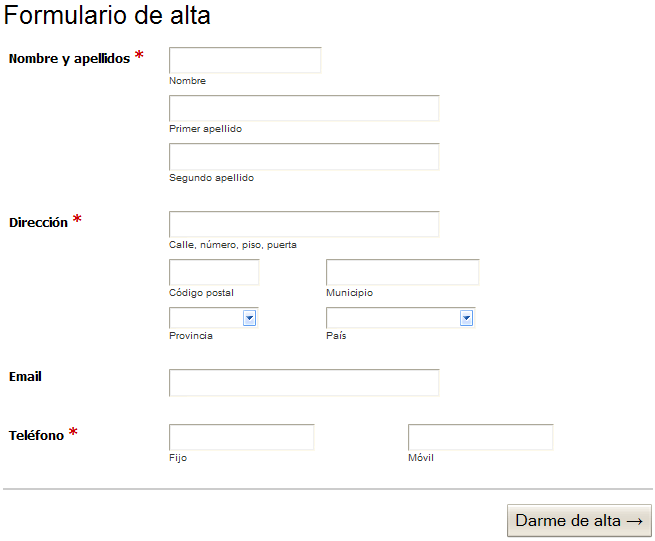 Formulario de alta
Nombre y apellidos *
Nombre
Primer apellido
Segundo apellido
Dirección *
Calle, número, piso, puerta
Código postal Municipio
Provincia País
Email
Teléfono *
Fijo Móvil
Darme de alta →